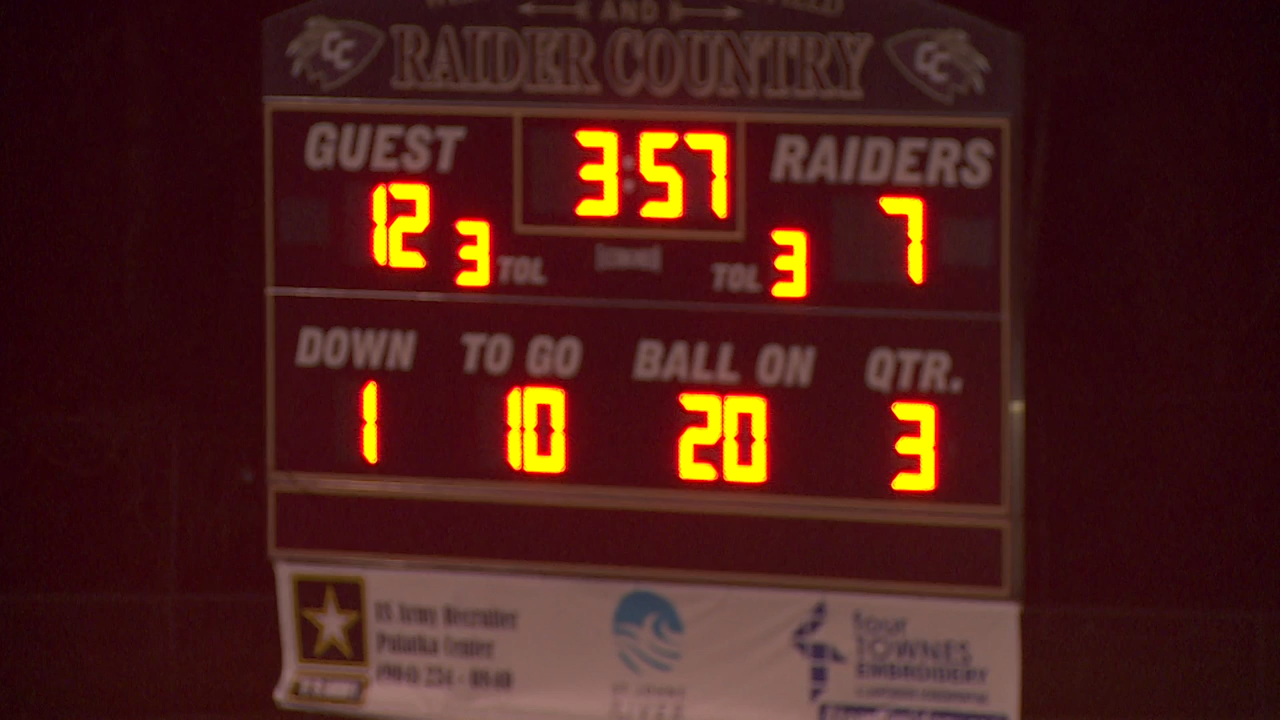 AND
RAIDER COUNTRY
CC CC
GUEST 3:57 RAIDERS
12 3 TOL TOL 3 7
DOWN TO GO BALL ON QTR.
1 10 20 3
US Army Recruiter
Palatka Center
four
TOWNES
EMBROIDERY